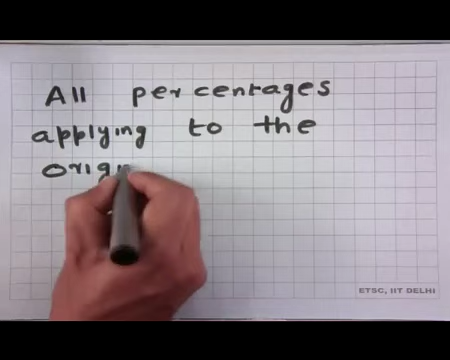 All percentages
applying to the
orig
ETSC, IIT DELHI